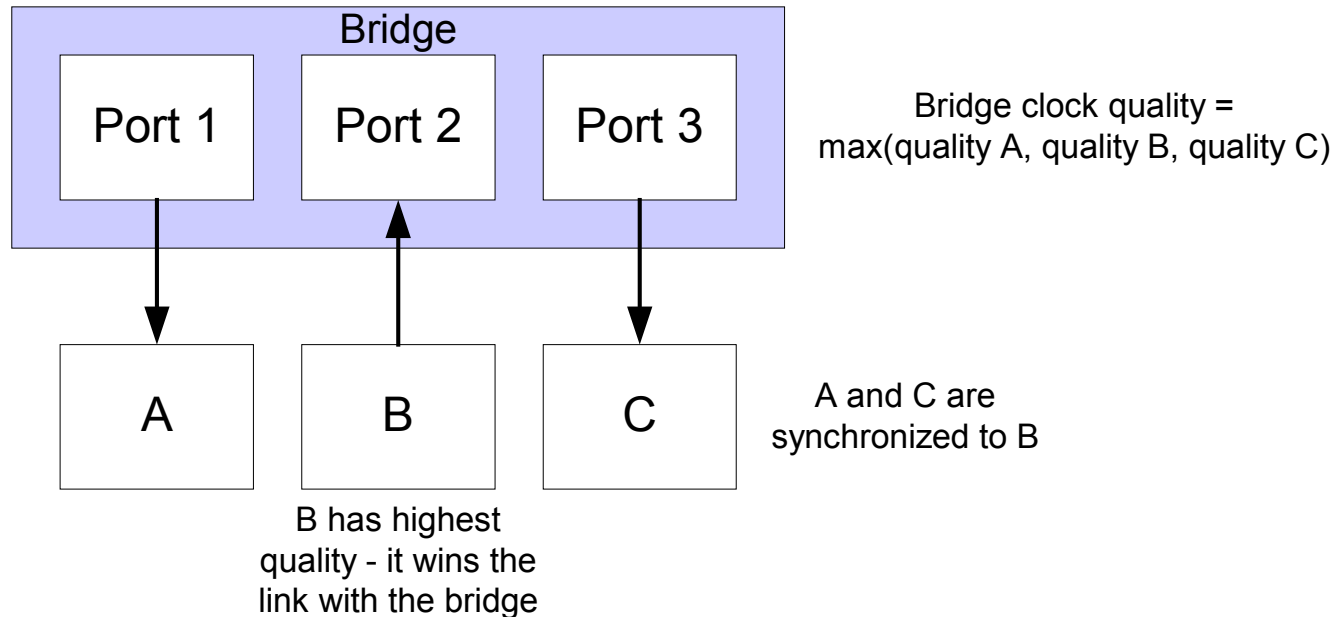 Bridge
Port 1
Port 2
Port 3
Bridge clock quality =
max(quality A, quality B, quality C)
A
B
C
A and C are
synchronized to B
B has highest
quality - it wins the
link with the bridge